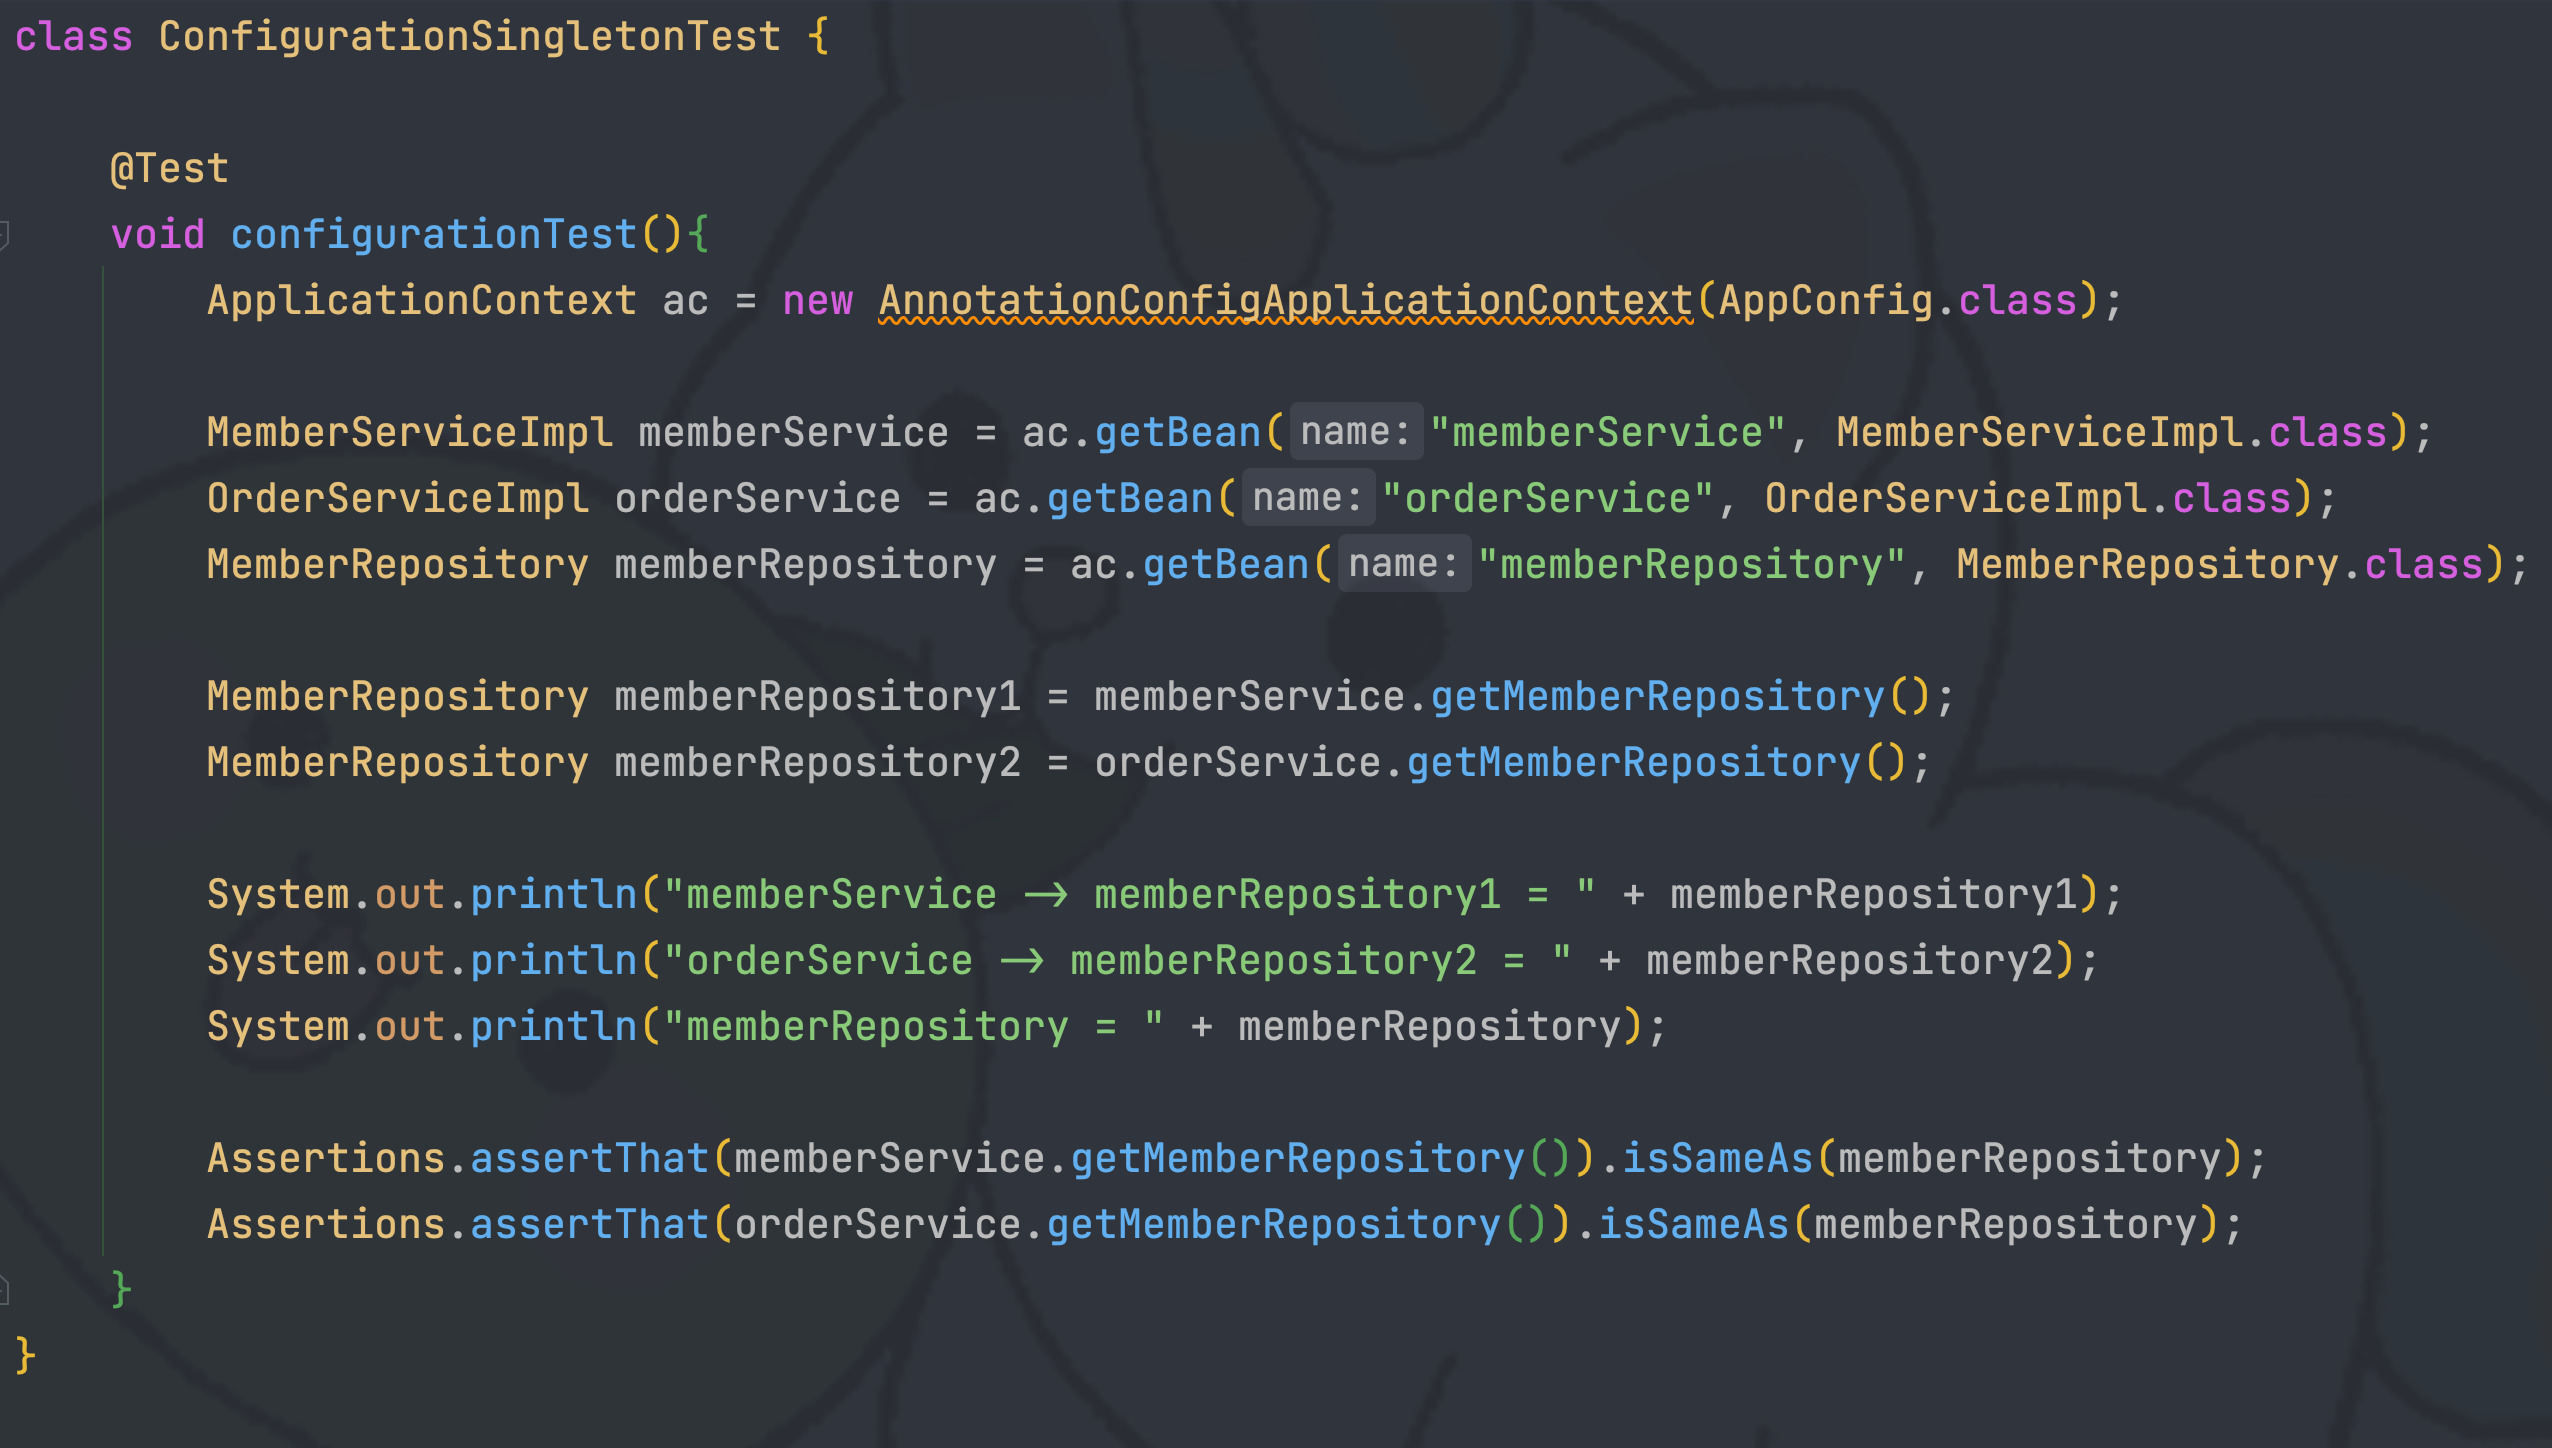 class ConfigurationSingletonTest {
@Test
void configurationTest(){
ApplicationContext ac = new AnnotationConfigApplicationContext(AppConfig.class);
MemberServiceImpl memberService = ac.getBean( name: "memberService", MemberServiceImpl.class);
OrderServiceImpl orderService = ac.getBean( name: "orderService", OrderServiceImpl.class);
MemberRepository memberRepository = ac.getBean( name: "memberRepository", MemberRepository.class);
MemberRepository memberRepository1 = memberService.getMemberRepository();
MemberRepository memberRepository2 = orderService.getMemberRepository();
System.out.println("memberService -> memberRepository1 = " + memberRepository1);
System.out.println("orderService -> memberRepository2 = " + memberRepository2);
System.out.println("memberRepository = " + memberRepository);
Assertions.assertThat(memberService.getMemberRepository()).isSameAs(memberRepository);
Assertions.assertThat(orderService.getMemberRepository()).isSameAs(memberRepository);
}
}